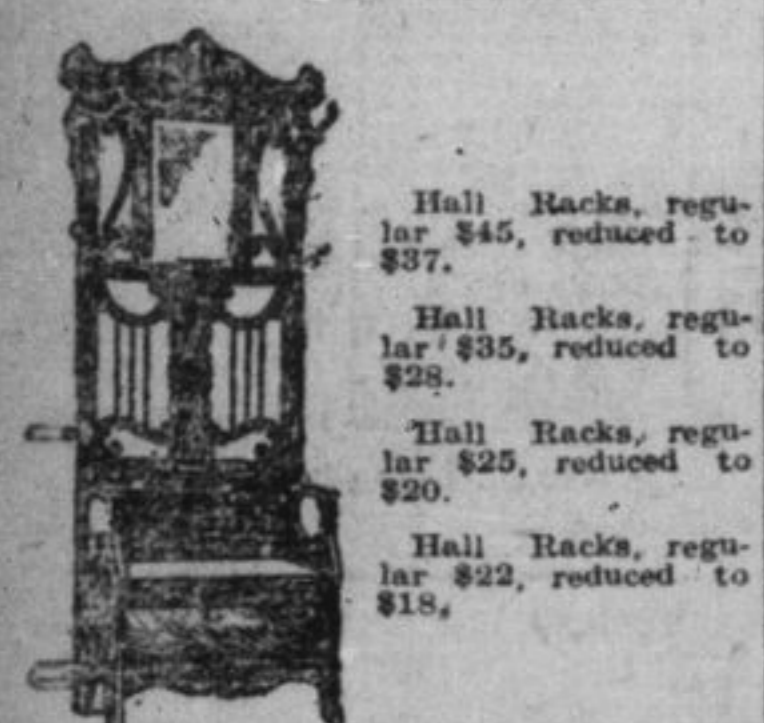 Hall Racks, regu-
lar $45, reduced to
$37.
Hall Racks, regu-
lar $35, reduced to
$28.
Hall Racks, regu-
lar $25, reduced to
$20.
Hall Racks, regu-
lar $22, reduced to
$18,